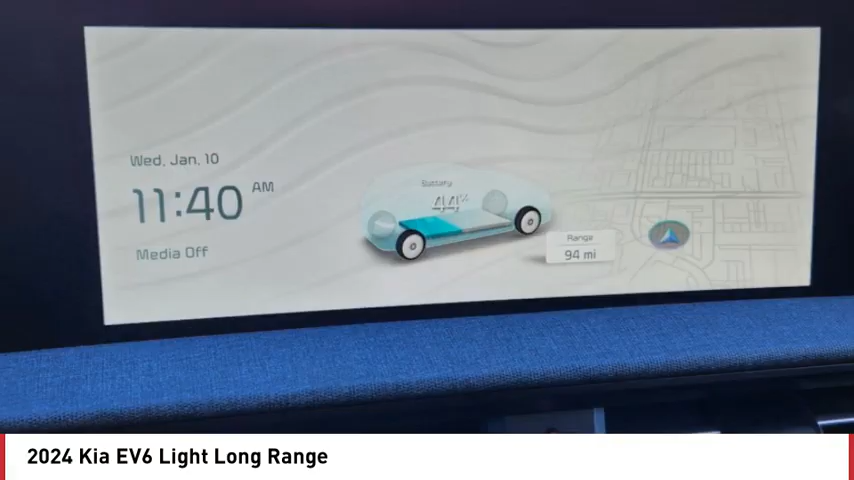 Wed, Jan, 10
11:40 AM
Media Off
Battery
44%
Range
94 mi
2024 Kia EV6 Light Long Range